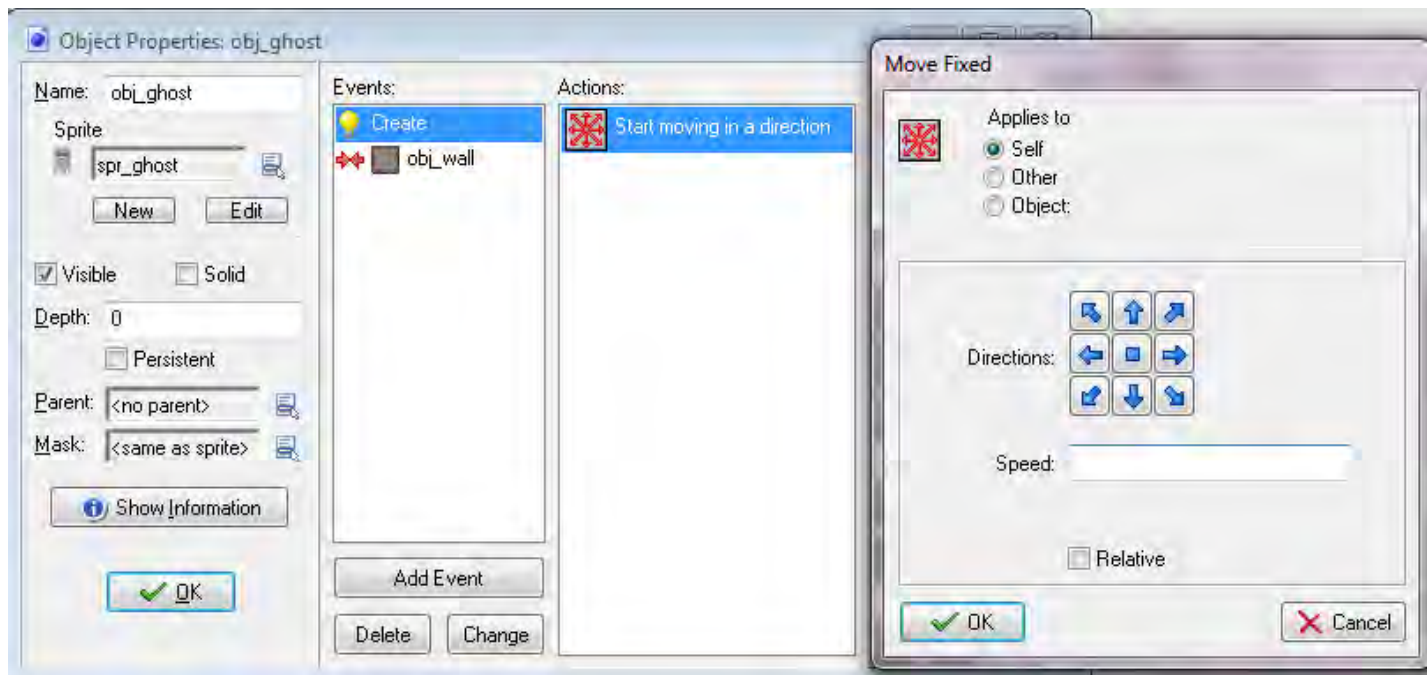 Object Properties: obj_ghost
Name: obj_ghost
Sprite
spr_ghost
New Edit
Visible Solid
Depth: 0
Persistent
Parent: <no parent>
Mask: <same as sprite>
Show Information
OK
Events:
Create
obj_wall
Add Event
Delete Change
Actions:
Start moving in a direction
Move Fixed
Applies to
Self
Other
Object:
Directions:
Speed:
Relative
OK Cancel